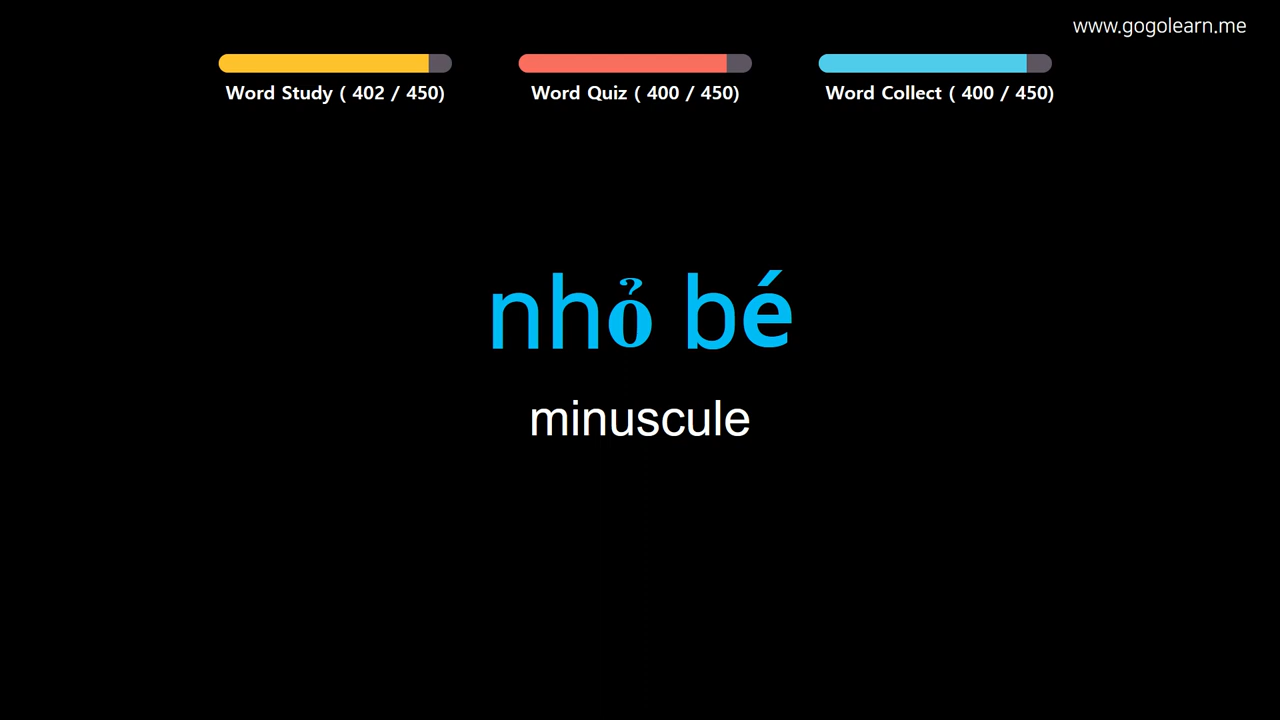 www.gogolearn.me
Word Study ( 402 / 450)
Word Quiz ( 400 / 450)
Word Collect ( 400 / 450)
nhỏ bé
minuscule